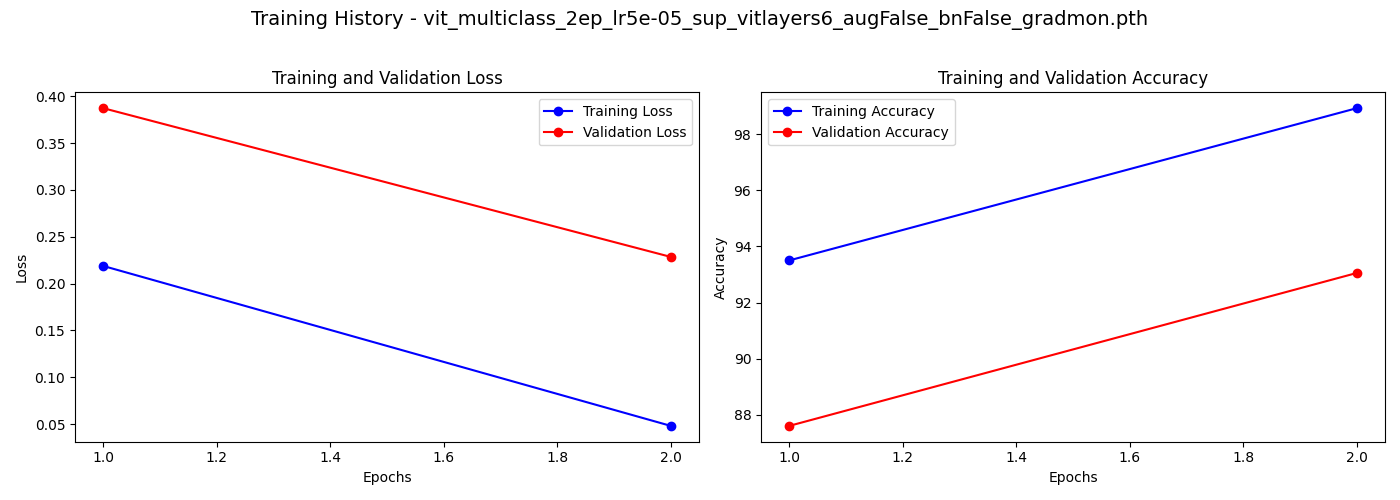 Training History - vit_multiclass_2ep_lr5e-05_sup_vitlayers6_augFalse_bnFalse_gradmon.pth
Training and Validation Loss
Training Loss
Validation Loss
0.40
0.35
0.30
0.25
0.20
0.15
0.10
0.05
Loss
1.0 1.2 1.4 1.6 1.8 2.0
Epochs
Training and Validation Accuracy
Training Accuracy
Validation Accuracy
98
96
94
92
90
88
Accuracy
1.0 1.2 1.4 1.6 1.8 2.0
Epochs